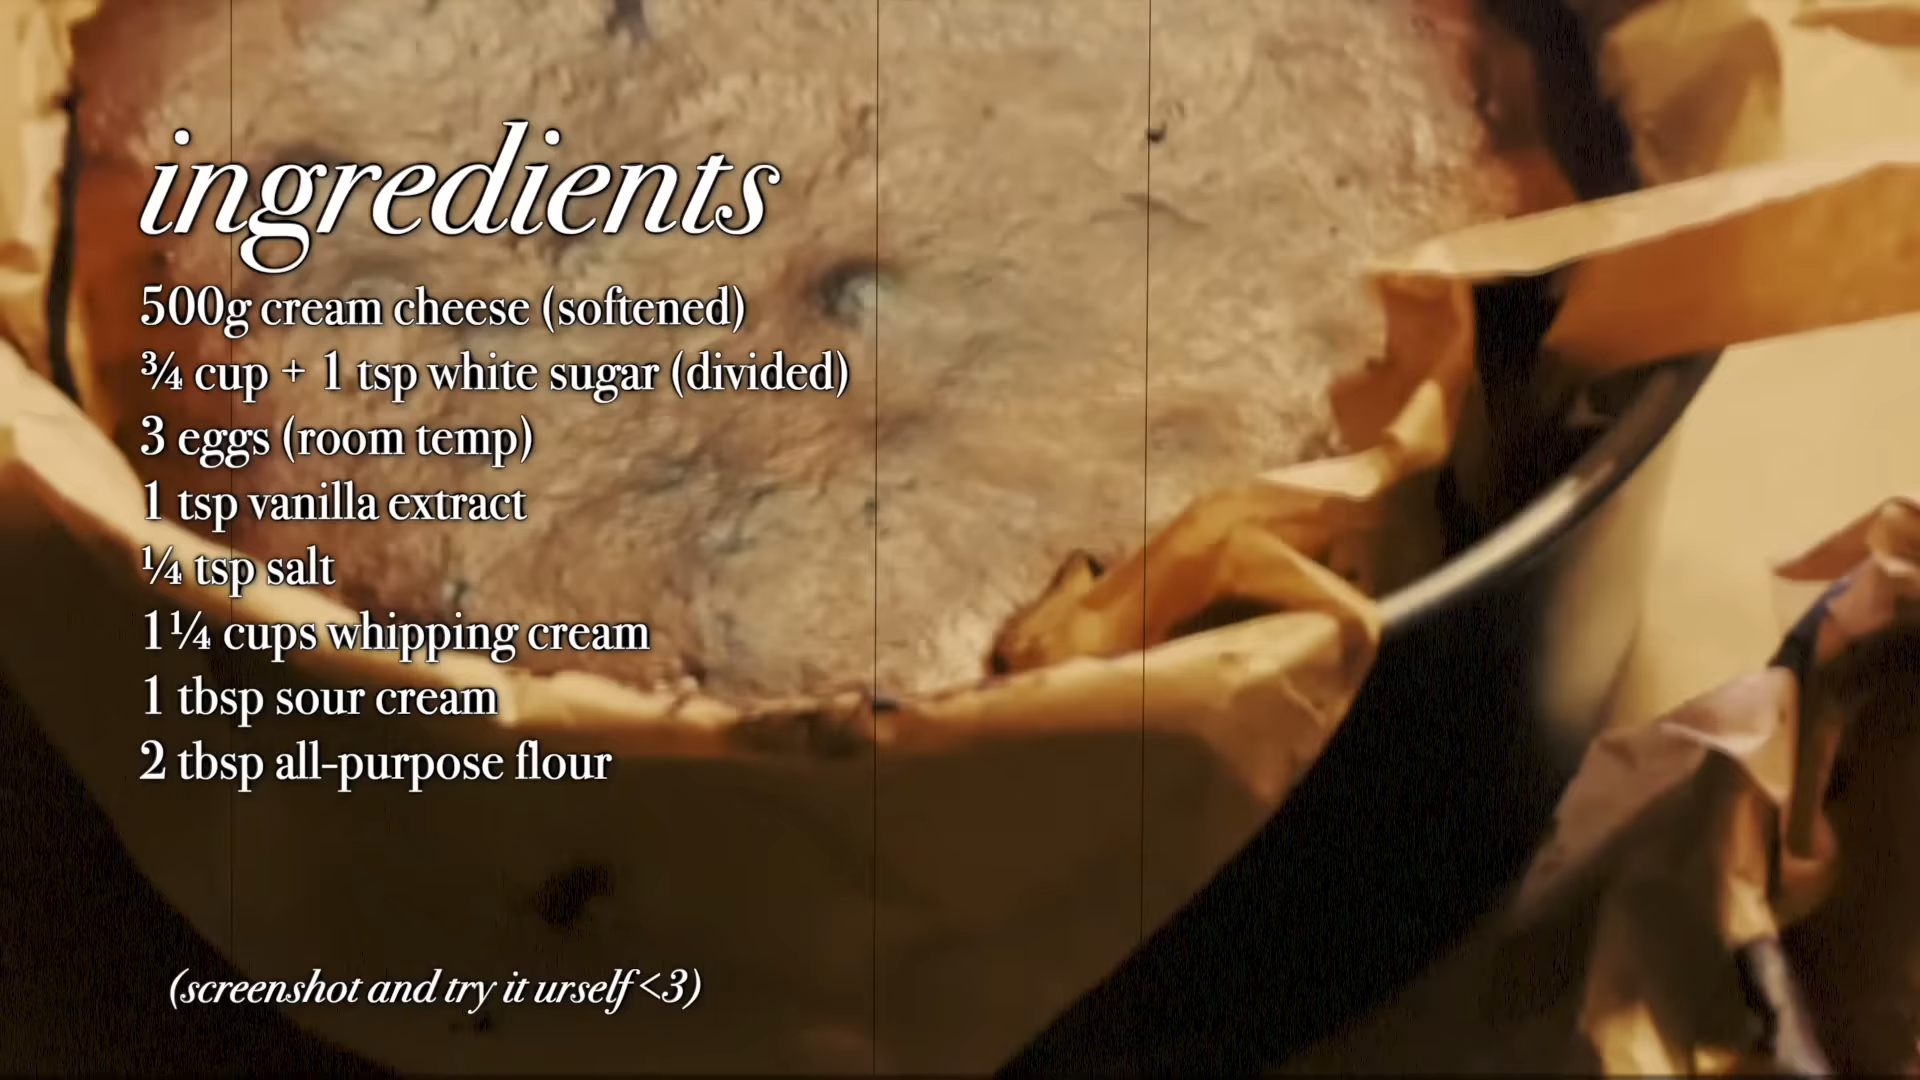 ingredients
500g cream cheese (softened)
¾ cup + 1 tsp white sugar (divided)
3 eggs (room temp)
1 tsp vanilla extract
¼ tsp salt
1¼ cups whipping cream
1 tbsp sour cream
2 tbsp all-purpose flour
(screenshot and try it urself <3)